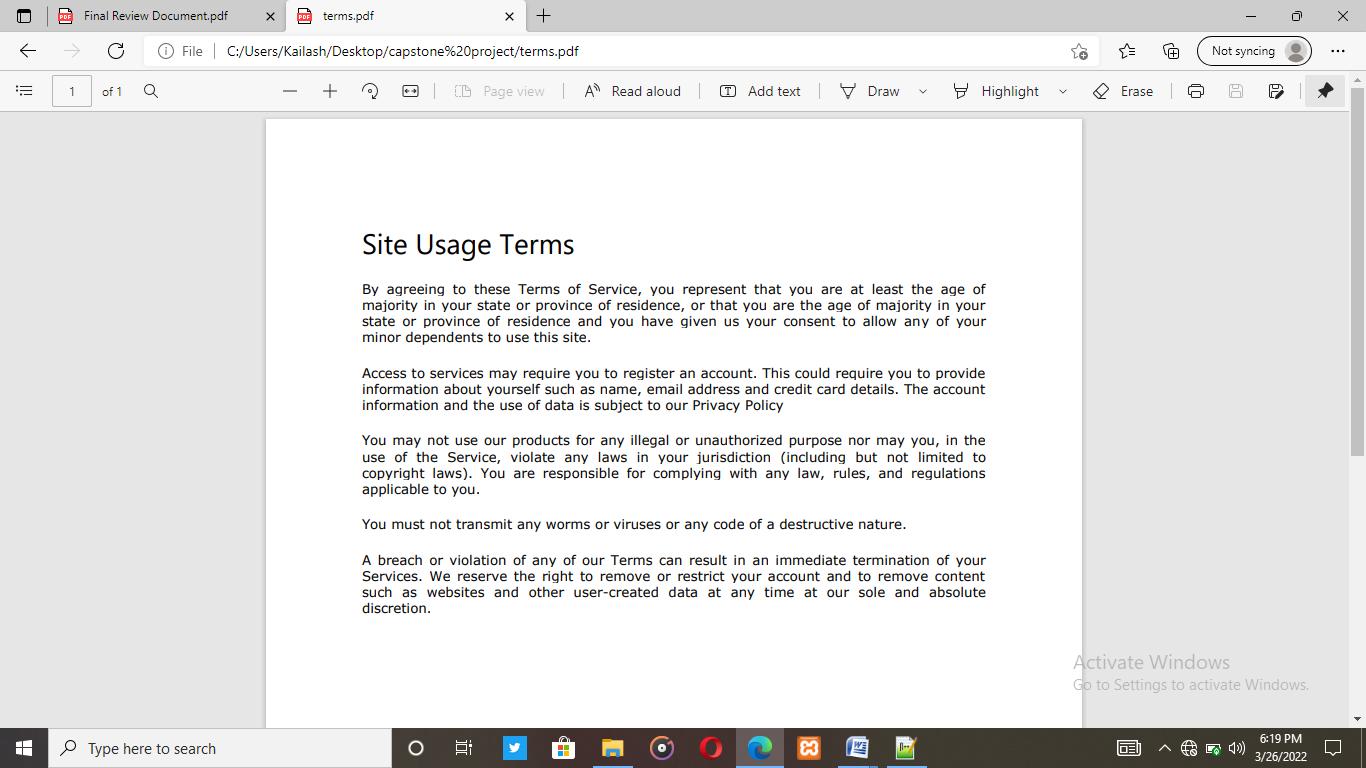 Final Review Document.pdf
terms.pdf
File
C:/Users/Kailash/Desktop/capstone%20project/terms.pdf
Not syncing
1 of 1
Page view
Read aloud
Add text
Draw
Highlight
Erase
Site Usage Terms
By agreeing to these Terms of Service, you represent that you are at least the age of
majority in your state or province of residence, or that you are the age of majority in your
state or province of residence and you have given us your consent to allow any of your
minor dependents to use this site.
Access to services may require you to register an account. This could require you to provide
information about yourself such as name, email address and credit card details. The account
information and the use of data is subject to our Privacy Policy
You may not use our products for any illegal or unauthorized purpose nor may you, in the
use of the Service, violate any laws in your jurisdiction (including but not limited to
copyright laws). You are responsible for complying with any law, rules, and regulations
applicable to you.
You must not transmit any worms or viruses or any code of a destructive nature.
A breach or violation of any of our Terms can result in an immediate termination of your
Services. We reserve the right to remove or restrict your account and to remove content
such as websites and other user-created data at any time at our sole and absolute
discretion.
Activate Windows
Go to Settings to activate Windows.
Type here to search
6:19 PM
3/26/2022